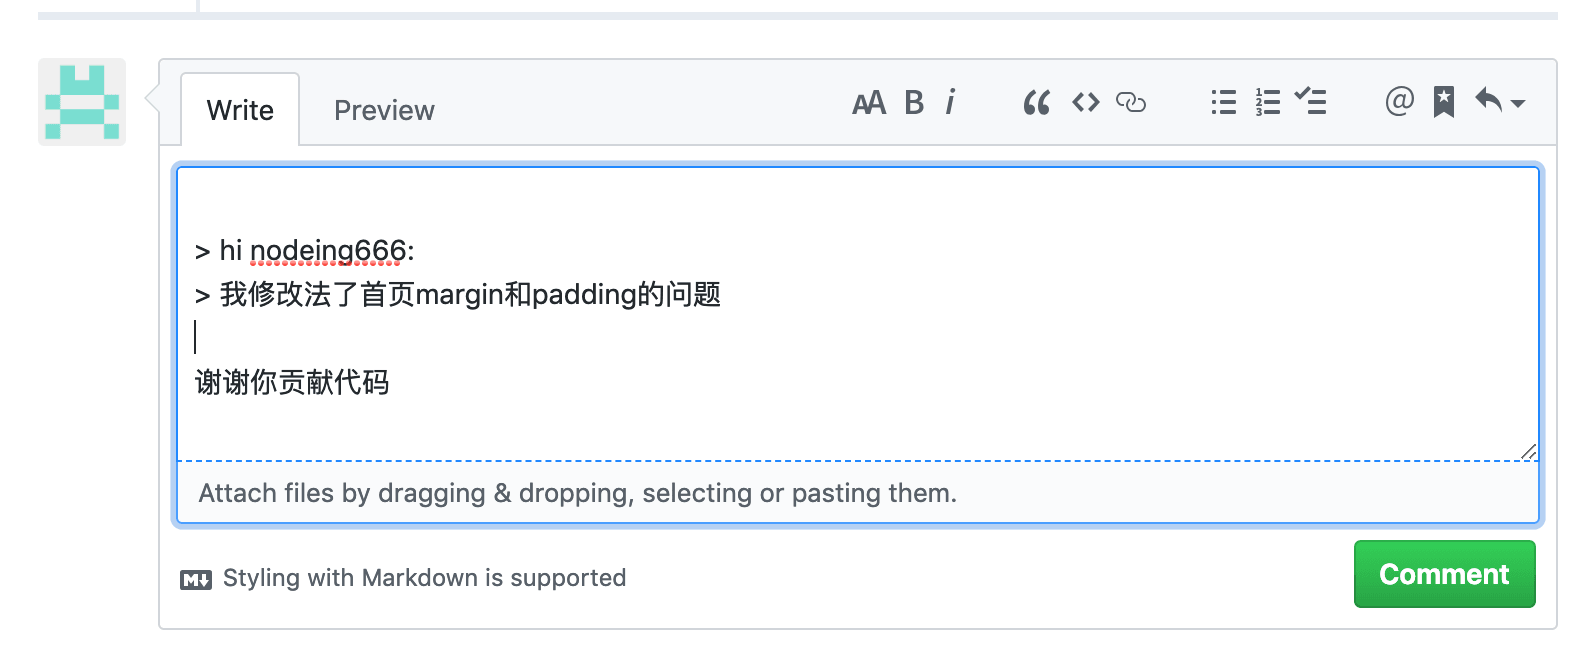 Write Preview AA B i
> hi nodeing666:
> 我修改法了首页margin和padding的问题
谢谢你贡献代码
Attach files by dragging & dropping, selecting or pasting them.
M Styling with Markdown is supported
Comment